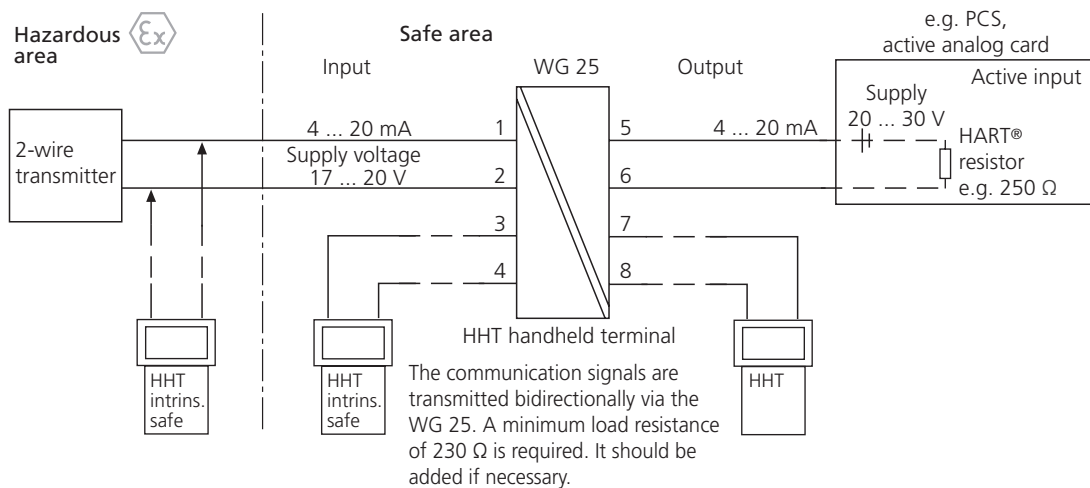 Hazardous
area
Ex
Safe area
e.g. PCS,
active analog card
Input
WG 25
Output
Active input
Supply
20 ... 30 V
HART®
resistor
e.g. 250 Ω
2-wire
transmitter
4 ... 20 mA
Supply voltage
17 ... 20 V
1
2
3
4
5
6
7
8
4 ... 20 mA
HHT
intrins.
safe
HHT
intrins.
safe
HHT handheld terminal
The communication signals are
transmitted bidirectionally via the
WG 25. A minimum load resistance
of 230 Ω is required. It should be
added if necessary.
HHT